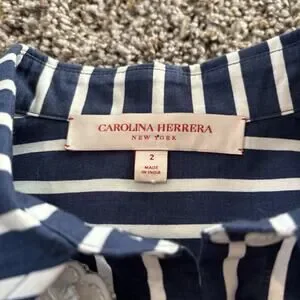 CAROLINA HERRERA
NEW YORK
2
MADE
IN INDIA